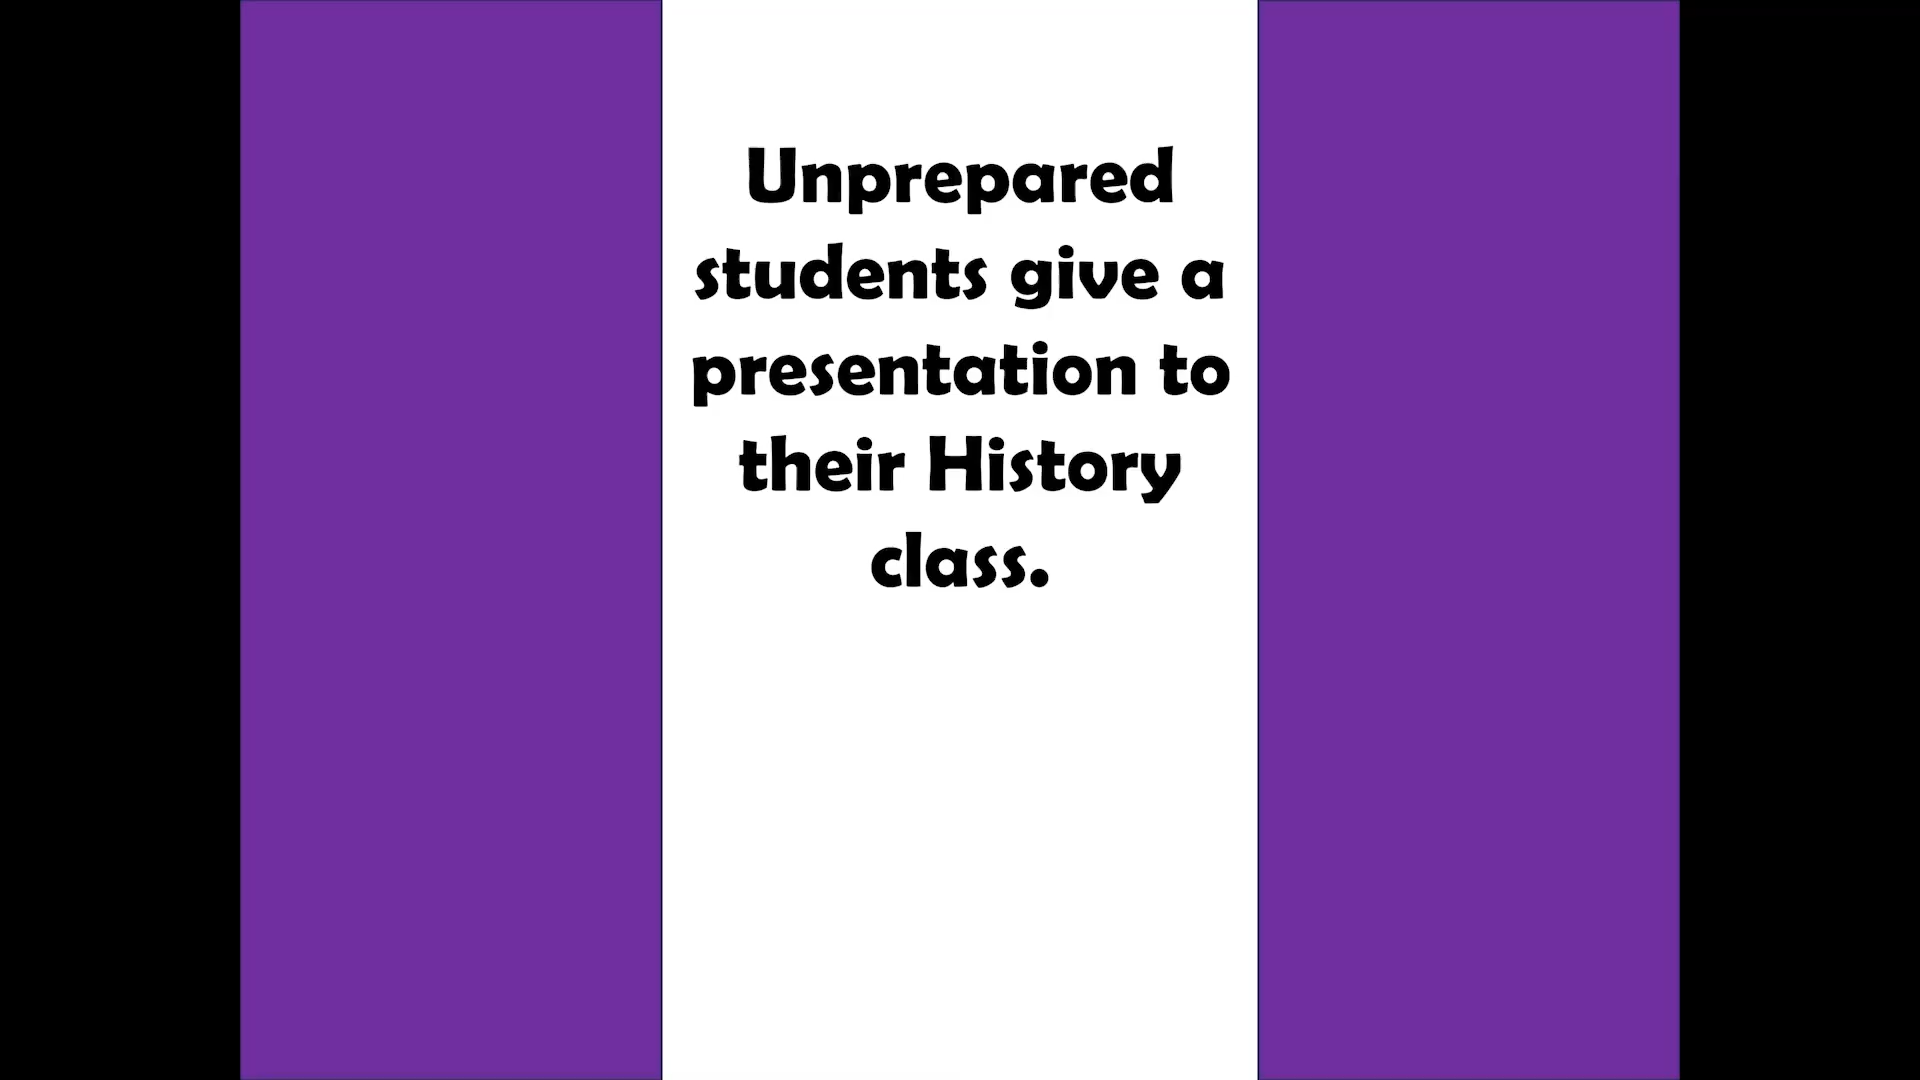 Unprepared
students give a
presentation to
their History
class.